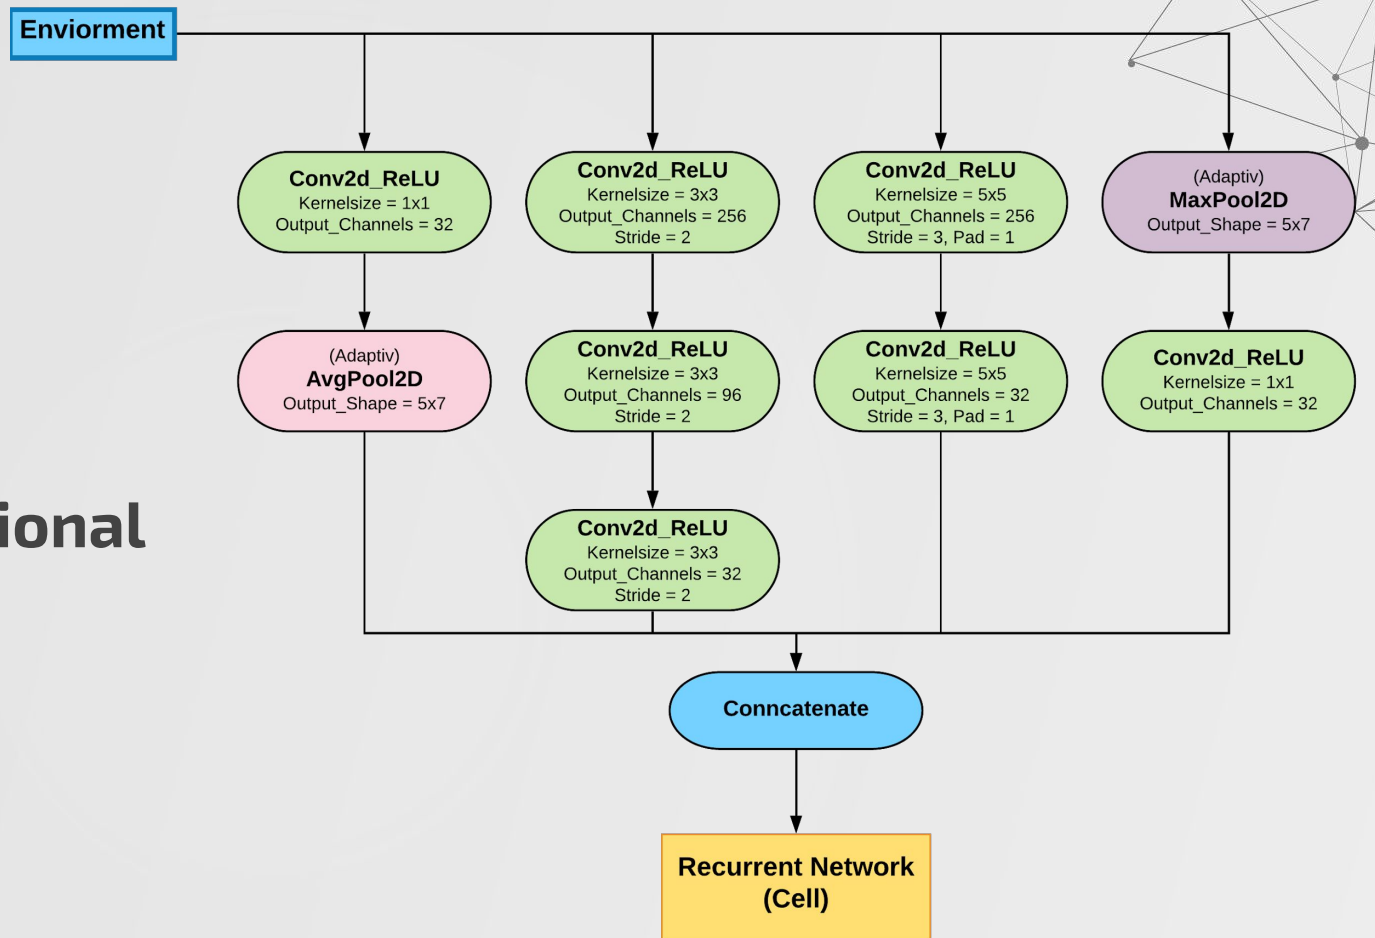 Enviorment
Conv2d_ReLU
Kernelsize = 1x1
Output_Channels = 32
Conv2d_ReLU
Kernelsize = 3x3
Output_Channels = 256
Stride = 2
Conv2d_ReLU
Kernelsize = 5x5
Output_Channels = 256
Stride = 3, Pad = 1
(Adaptiv)
MaxPool2D
Output_Shape = 5x7
(Adaptiv)
AvgPool2D
Output_Shape = 5x7
Conv2d_ReLU
Kernelsize = 3x3
Output_Channels = 96
Stride = 2
Conv2d_ReLU
Kernelsize = 5x5
Output_Channels = 32
Stride = 3, Pad = 1
Conv2d_ReLU
Kernelsize = 1x1
Output_Channels = 32
ional
Conv2d_ReLU
Kernelsize = 3x3
Output_Channels = 32
Stride = 2
Conncatenate
Recurrent Network
(Cell)